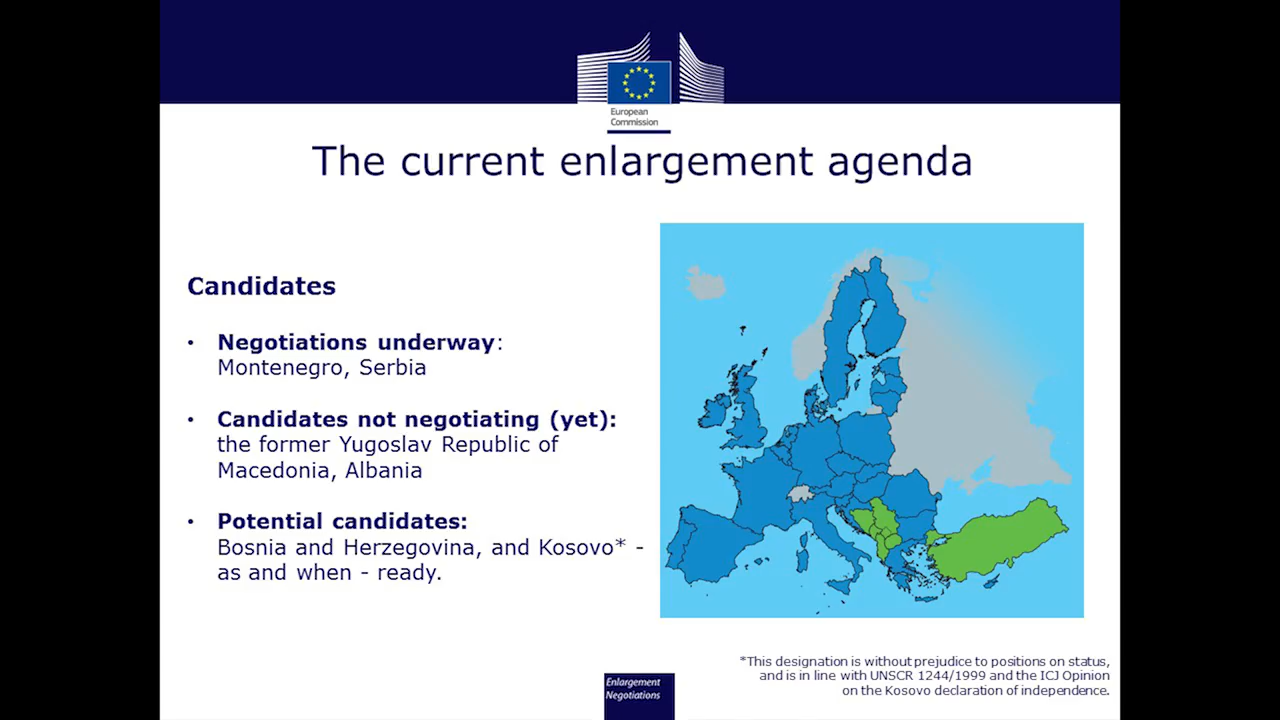 European
Commission
The current enlargement agenda
Candidates
• Negotiations underway:
Montenegro, Serbia
• Candidates not negotiating (yet):
the former Yugoslav Republic of
Macedonia, Albania
• Potential candidates:
Bosnia and Herzegovina, and Kosovo* -
as and when - ready.
*This designation is without prejudice to positions on status,
and is in line with UNSCR 1244/1999 and the ICJ Opinion
on the Kosovo declaration of independence.
Enlargement
Negotiations